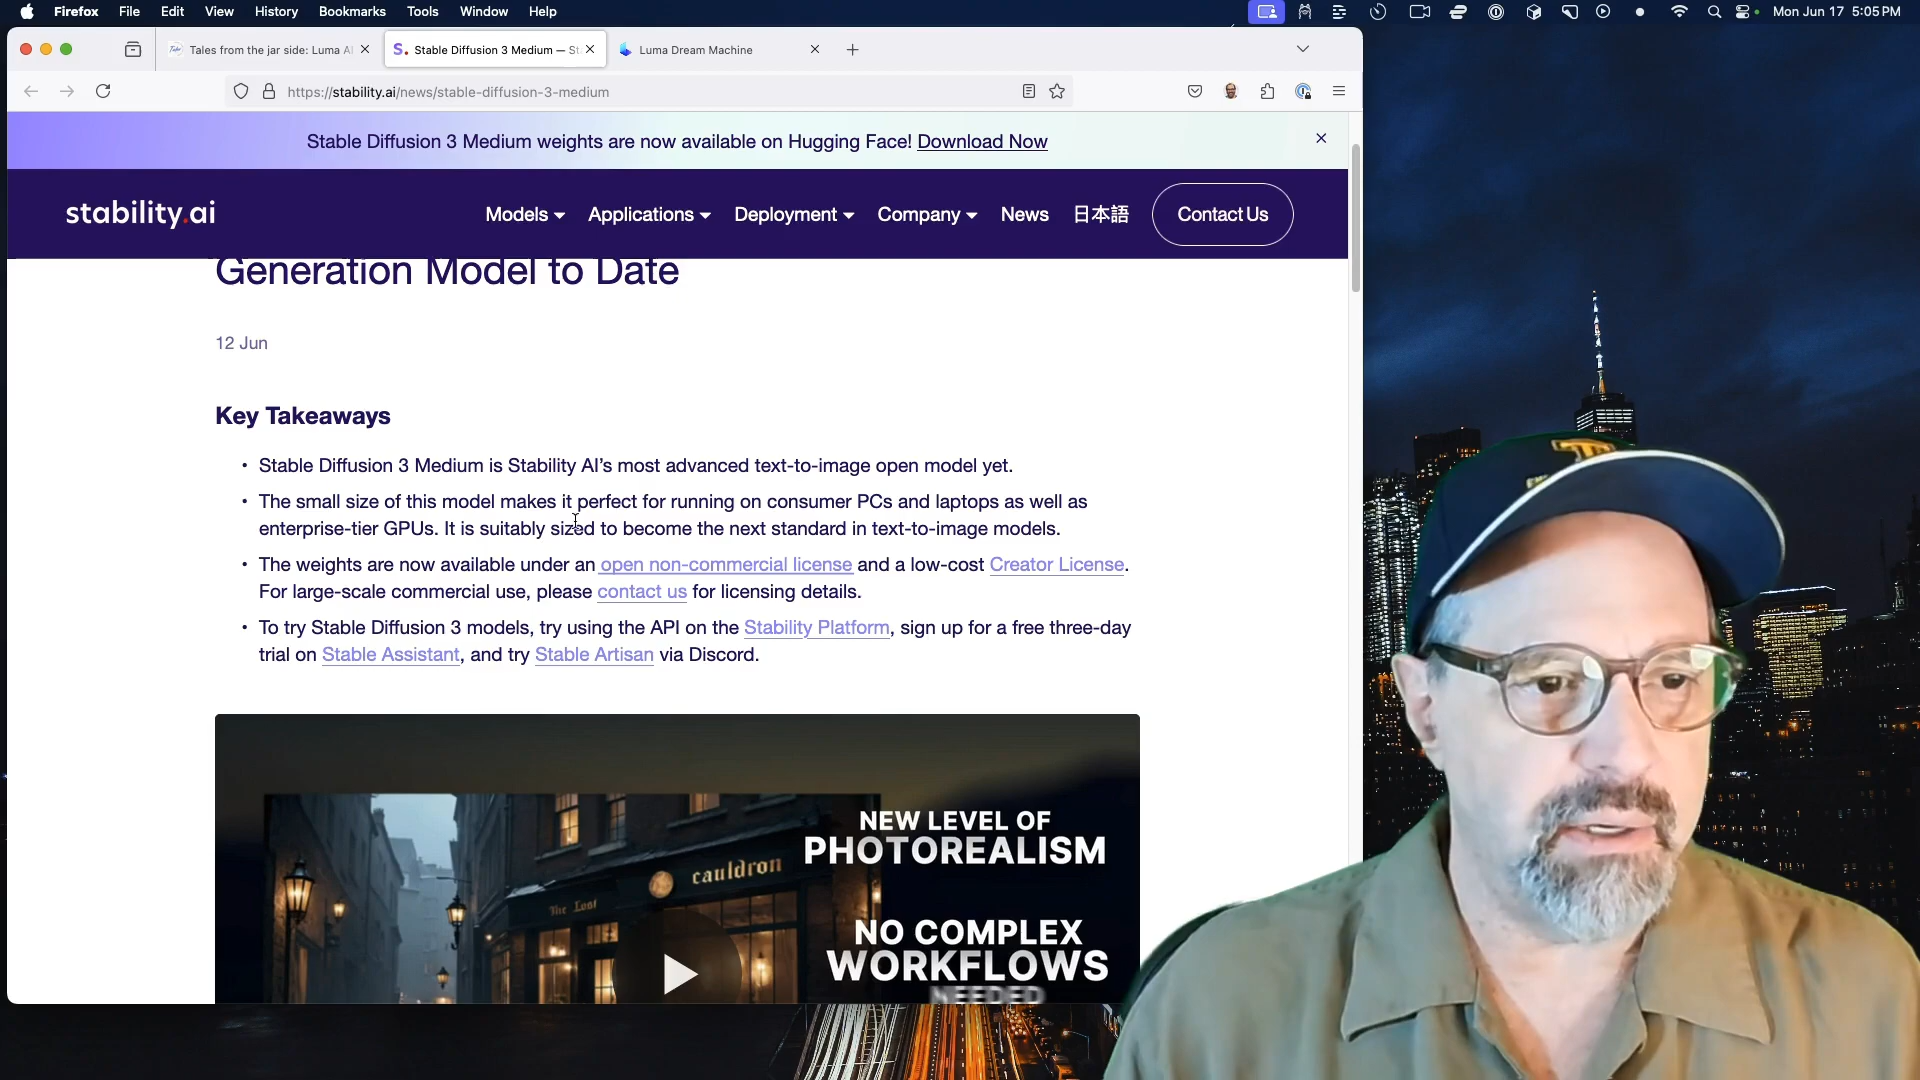 Firefox File Edit View History Bookmarks Tools Window Help
Mon Jun 17 5:05 PM
Tales from the jar side: Luma AI
Stable Diffusion 3 Medium — St
Luma Dream Machine
https://stability.ai/news/stable-diffusion-3-medium
Stable Diffusion 3 Medium weights are now available on Hugging Face! Download Now
stability.ai
Models Applications Deployment Company News 日本語 Contact Us
Generation Model to Date
12 Jun
Key Takeaways
• Stable Diffusion 3 Medium is Stability AI's most advanced text-to-image open model yet.
• The small size of this model makes it perfect for running on consumer PCs and laptops as well as
enterprise-tier GPUs. It is suitably sized to become the next standard in text-to-image models.
• The weights are now available under an open non-commercial license and a low-cost Creator License.
For large-scale commercial use, please contact us for licensing details.
• To try Stable Diffusion 3 models, try using the API on the Stability Platform, sign up for a free three-day
trial on Stable Assistant, and try Stable Artisan via Discord.
NEW LEVEL OF
PHOTOREALISM
The Lost
cauldron
NO COMPLEX
WORKFLOWS
NEEDED